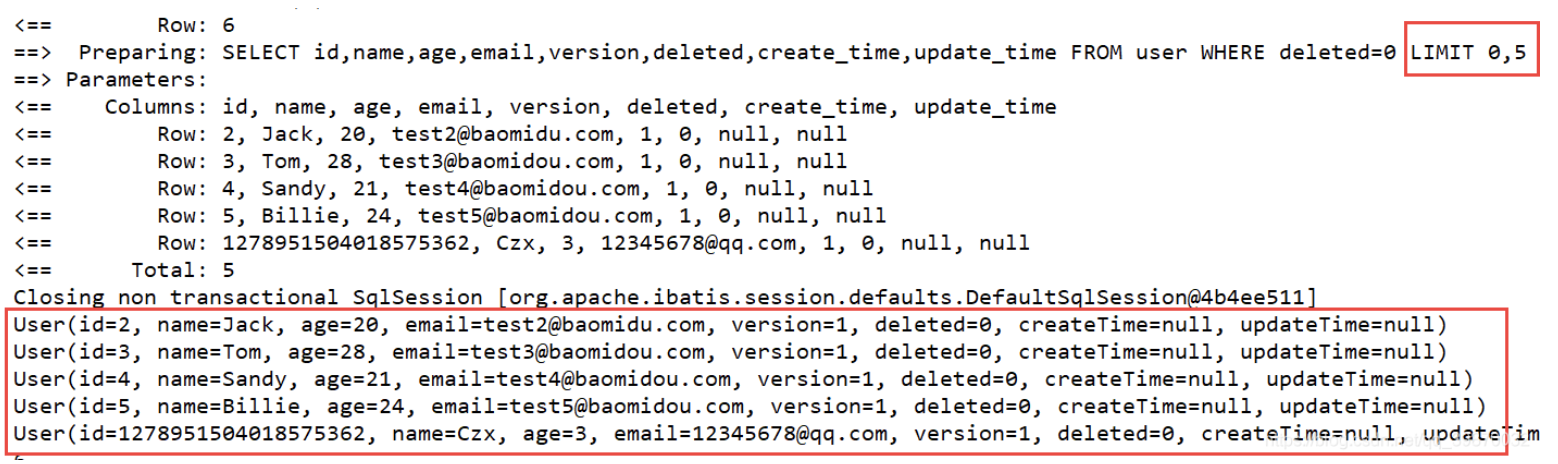 <==        Row: 6
==>  Preparing: SELECT id,name,age,email,version,deleted,create_time,update_time FROM user WHERE deleted=0 LIMIT 0,5
==> Parameters:
<==    Columns: id, name, age, email, version, deleted, create_time, update_time
<==        Row: 2, Jack, 20, test2@baomidu.com, 1, 0, null, null
<==        Row: 3, Tom, 28, test3@baomidou.com, 1, 0, null, null
<==        Row: 4, Sandy, 21, test4@baomidou.com, 1, 0, null, null
<==        Row: 5, Billie, 24, test5@baomidou.com, 1, 0, null, null
<==        Row: 1278951504018575362, Czx, 3, 12345678@qq.com, 1, 0, null, null
<==      Total: 5
Closing non transactional SqlSession [org.apache.ibatis.session.defaults.DefaultSqlSession@4b4ee511]
User(id=2, name=Jack, age=20, email=test2@baomidu.com, version=1, deleted=0, createTime=null, updateTime=null)
User(id=3, name=Tom, age=28, email=test3@baomidou.com, version=1, deleted=0, createTime=null, updateTime=null)
User(id=4, name=Sandy, age=21, email=test4@baomidou.com, version=1, deleted=0, createTime=null, updateTime=null)
User(id=5, name=Billie, age=24, email=test5@baomidou.com, version=1, deleted=0, createTime=null, updateTime=null)
User(id=1278951504018575362, name=Czx, age=3, email=12345678@qq.com, version=1, deleted=0, createTime=null, updateTim